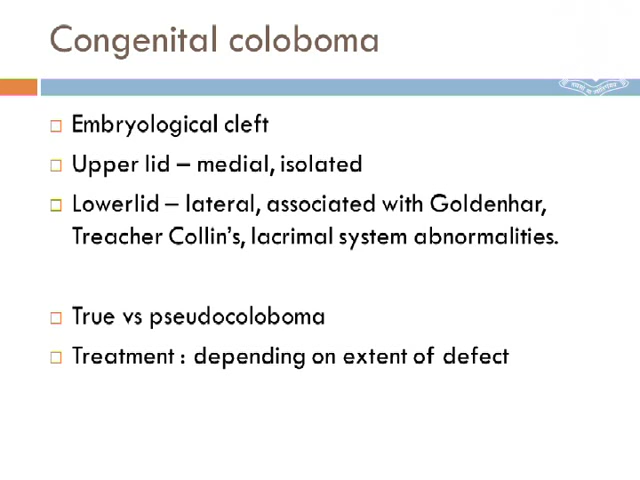 Congenital coloboma
Embryological cleft
Upper lid – medial, isolated
Lowerlid – lateral, associated with Goldenhar,
Treacher Collin's, lacrimal system abnormalities.
True vs pseudocoloboma
Treatment : depending on extent of defect